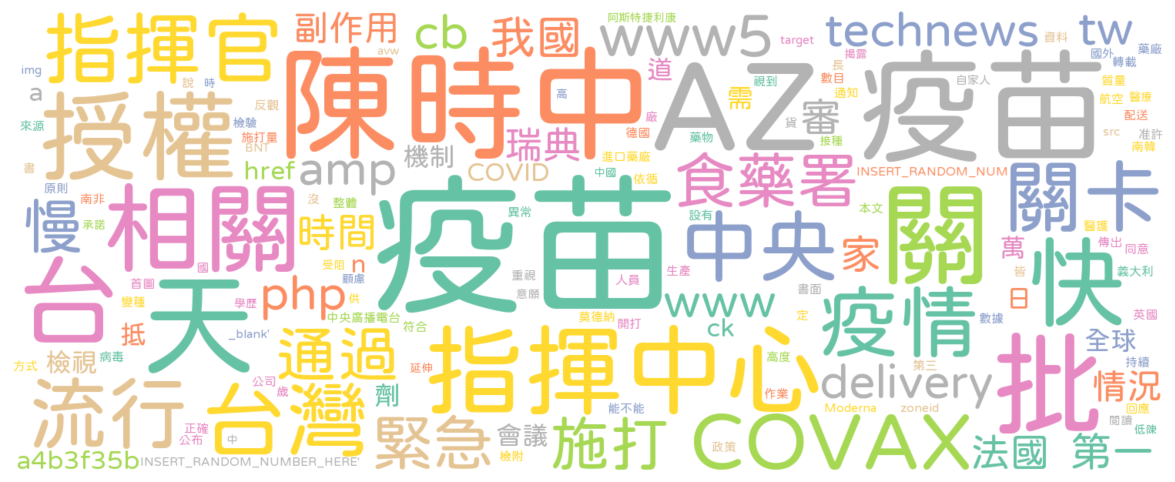 指揮官
副作用
cb
我國
阿斯特捷利康
www5
target
technews
tw
資料
img
a
來源
授權
說
時
反觀
檢驗
施打量
BNT
書
href
陳時中
avw
高
amp
機制
COVID
瑞典
道
需
廠
德國
藥物
進口藥廠
中國
依循
AZ
揭露
長
數目
視到
通知
審
貨
接種
疫苗
自家人
國外
藥廠
轉載
質量
航空
醫療
配送
src
准許
南韓
食藥署
INSERT_RANDOM_NUM
關卡
原則
南非
承諾
慢
相關
沒
整體
時間
受阻
n
顧慮
供
國
首圖
變種
學歷
php
疫苗
異常
重視
意願
人員
設有
生產
中央
家
本文
書面
定
關
萬
日
醫護
傳出
同意
皆
義大利
英國
快
台
天
抵
_blank'
中央廣播電台
符合
莫德納
開打
www
ck
疫情
數據
第三
全球
持續
方式
檢視
病毒
通過
公司
歲
劑
延伸
指揮中心
高度
作業
能不能
delivery
Moderna
zoneid
批
情況
回應
閱讀
低陳
流行
正確
公布
中
台灣
緊急
會議
檢附
施打
政策
COVAX
法國
第一
a4b3f35b
INSERT_RANDOM_NUMBER_HERE'